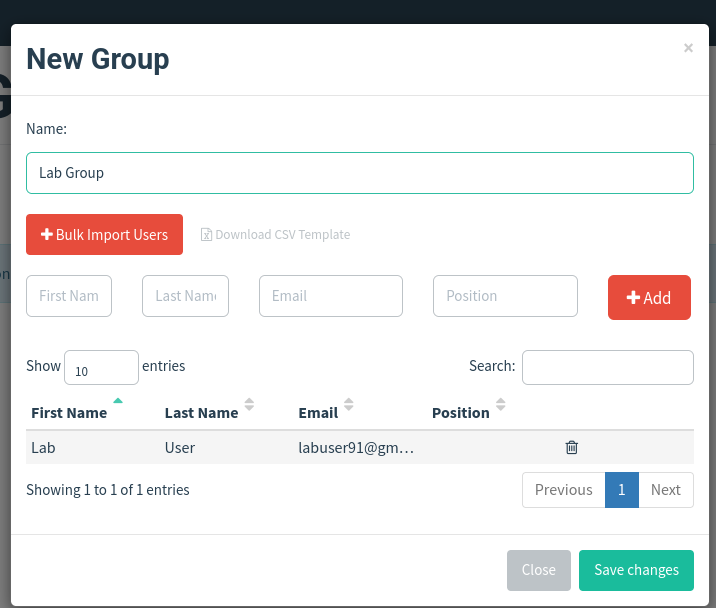 New Group
×
Name:
Lab Group
Bulk Import Users
Download CSV Template
First Nam
Last Name
Email
Position
Add
Show 10 entries
Search:
First Name Last Name Email Position
Lab User labuser91@gm...
Showing 1 to 1 of 1 entries
Previous 1 Next
Close
Save changes